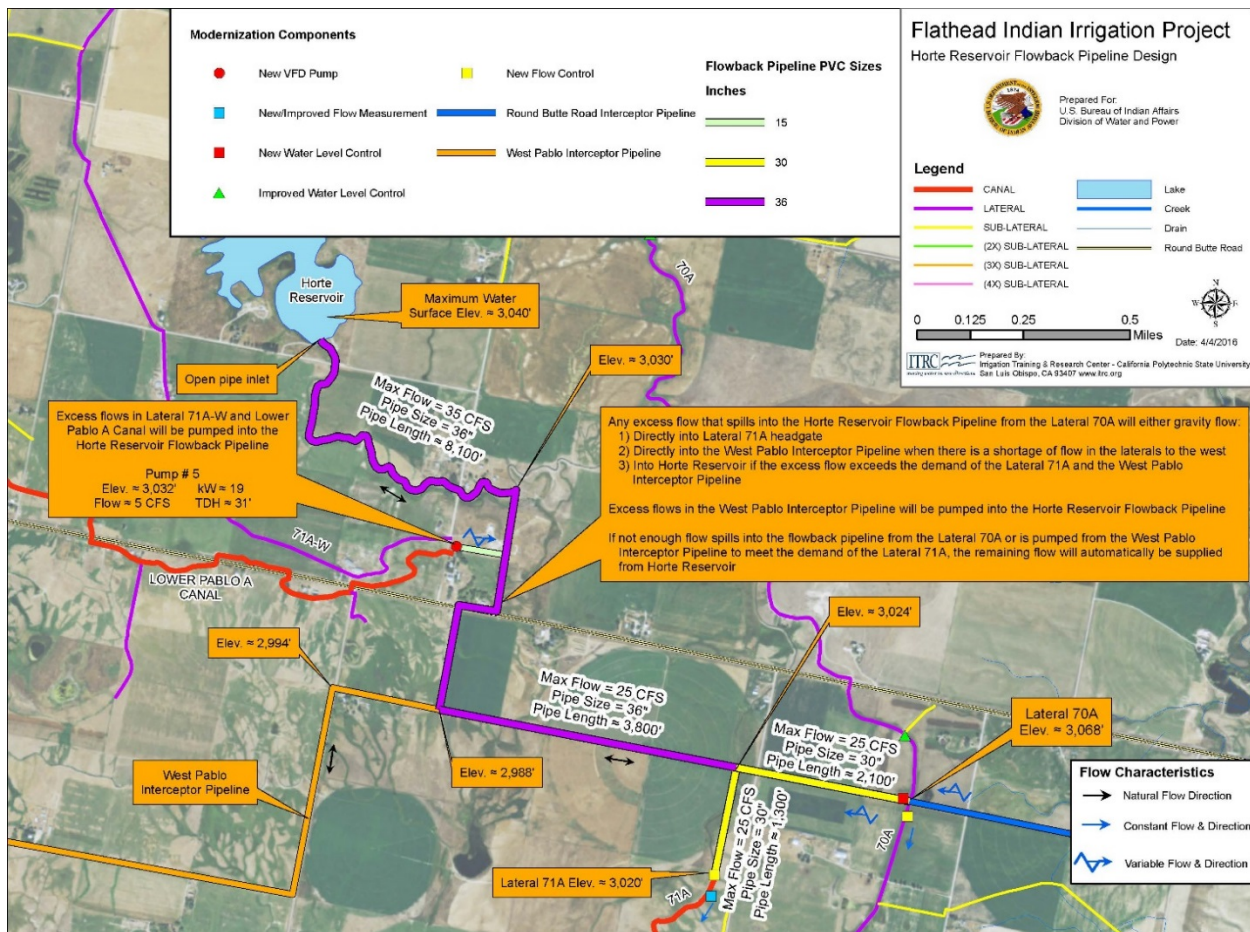 Modernization Components
New VFD Pump
New/Improved Flow Measurement
New Water Level Control
Improved Water Level Control
New Flow Control
Round Butte Road Interceptor Pipeline
West Pablo Interceptor Pipeline
Flowback Pipeline PVC Sizes
Inches
15
30
36
Flathead Indian Irrigation Project
Horte Reservoir Flowback Pipeline Design
Prepared For:
U.S. Bureau of Indian Affairs
Division of Water and Power
Legend
CANAL
LATERAL
SUB-LATERAL
(2X) SUB-LATERAL
(3X) SUB-LATERAL
(4X) SUB-LATERAL
Lake
Creek
Drain
Round Butte Road
N
W
E
S
0 0.125 0.25 0.5
Miles
Date: 4/4/2016
ITRC
Prepared By:
Irrigation Training & Research Center - California Polytechnic State University
San Luis Obispo, CA 93407 www.itrc.org
Horte
Reservoir
Maximum Water
Surface Elev. ≈ 3,040'
70A
Open pipe inlet
Elev. ≈ 3,030'
Max Flow = 35 CFS
Pipe Size = 36"
Pipe Length ≈ 8,100'
Excess flows in Lateral 71A-W and Lower
Pablo A Canal will be pumped into the
Horte Reservoir Flowback Pipeline
Pump # 5
Elev. ≈ 3,032' kW ≈ 19
Flow ≈ 5 CFS TDH ≈ 31'
Any excess flow that spills into the Horte Reservoir Flowback Pipeline from the Lateral 70A will either gravity flow:
1) Directly into Lateral 71A headgate
2) Directly into the West Pablo Interceptor Pipeline when there is a shortage of flow in the laterals to the west
3) Into Horte Reservoir if the excess flow exceeds the demand of the Lateral 71A and the West Pablo
Interceptor Pipeline
Excess flows in the West Pablo Interceptor Pipeline will be pumped into the Horte Reservoir Flowback Pipeline
If not enough flow spills into the flowback pipeline from the Lateral 70A or is pumped from the West Pablo
Interceptor Pipeline to meet the demand of the Lateral 71A, the remaining flow will automatically be supplied
from Horte Reservoir
71A-W
LOWER PABLO A
CANAL
Elev. ≈ 2,994'
Elev. ≈ 3,024'
Max Flow = 25 CFS
Pipe Size = 36"
Pipe Length ≈ 3,800'
Max Flow = 25 CFS
Pipe Size = 30"
Pipe Length ≈ 2,100'
Lateral 70A
Elev. ≈ 3,068'
West Pablo
Interceptor Pipeline
Elev. ≈ 2,988'
Max Flow = 25 CFS
Pipe Size = 30"
Pipe Length ≈ 1,300'
70A
Lateral 71A Elev. ≈ 3,020'
71A
Flow Characteristics
Natural Flow Direction
Constant Flow & Direction
Variable Flow & Direction